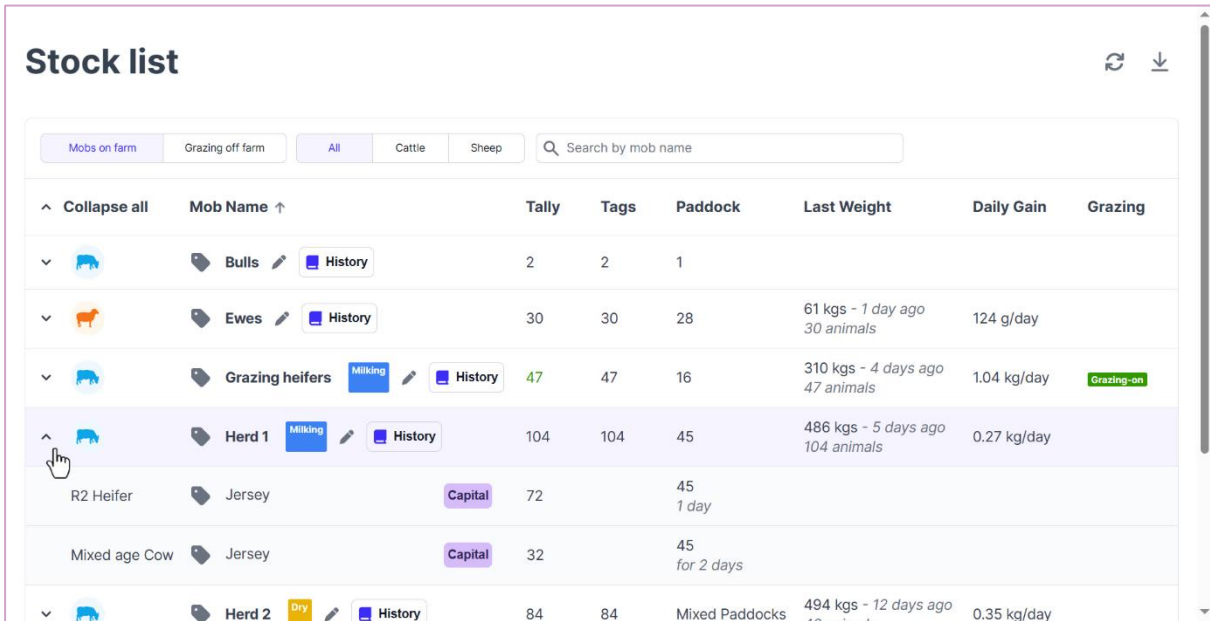 Stock list
Mobs on farm Grazing off farm All Cattle Sheep Search by mob name
Collapse all Mob Name Tally Tags Paddock Last Weight Daily Gain Grazing
Bulls History 2 2 1
Ewes History 30 30 28 61 kgs - 1 day ago 124 g/day
30 animals
Grazing heifers Milking History 47 47 16 310 kgs - 4 days ago 1.04 kg/day Grazing-on
47 animals
Herd 1 Milking History 104 104 45 486 kgs - 5 days ago 0.27 kg/day
104 animals
R2 Heifer Jersey Capital 72 45
1 day
Mixed age Cow Jersey Capital 32 45
for 2 days
Herd 2 Dry History 84 84 Mixed Paddocks 494 kgs - 12 days ago 0.35 kg/day